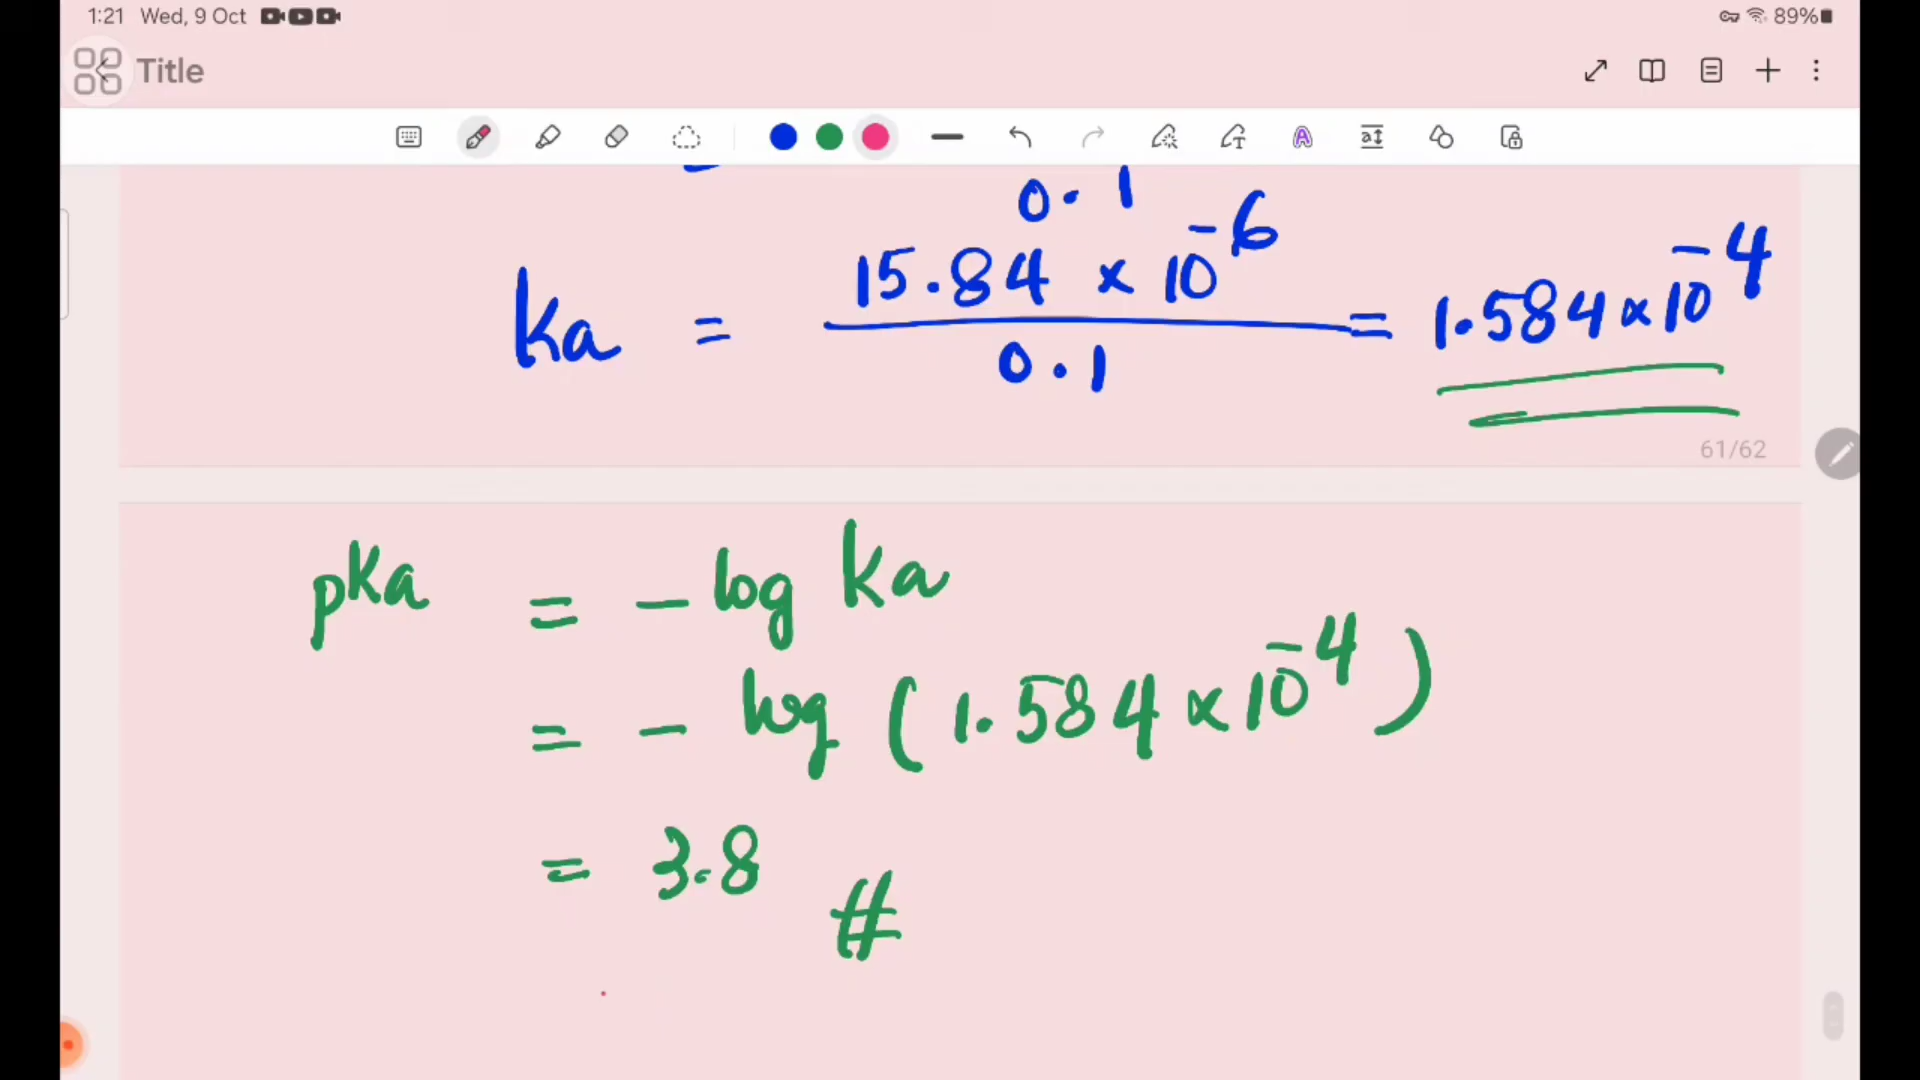 1:21 Wed, 9 Oct 89%
Title
0.1
Ka = 15.84 x 10⁻⁶ / 0.1 = 1.584 x 10⁻⁴
61/62
pKa = - log Ka
= - log (1.584 x 10⁻⁴)
= 3.8 #